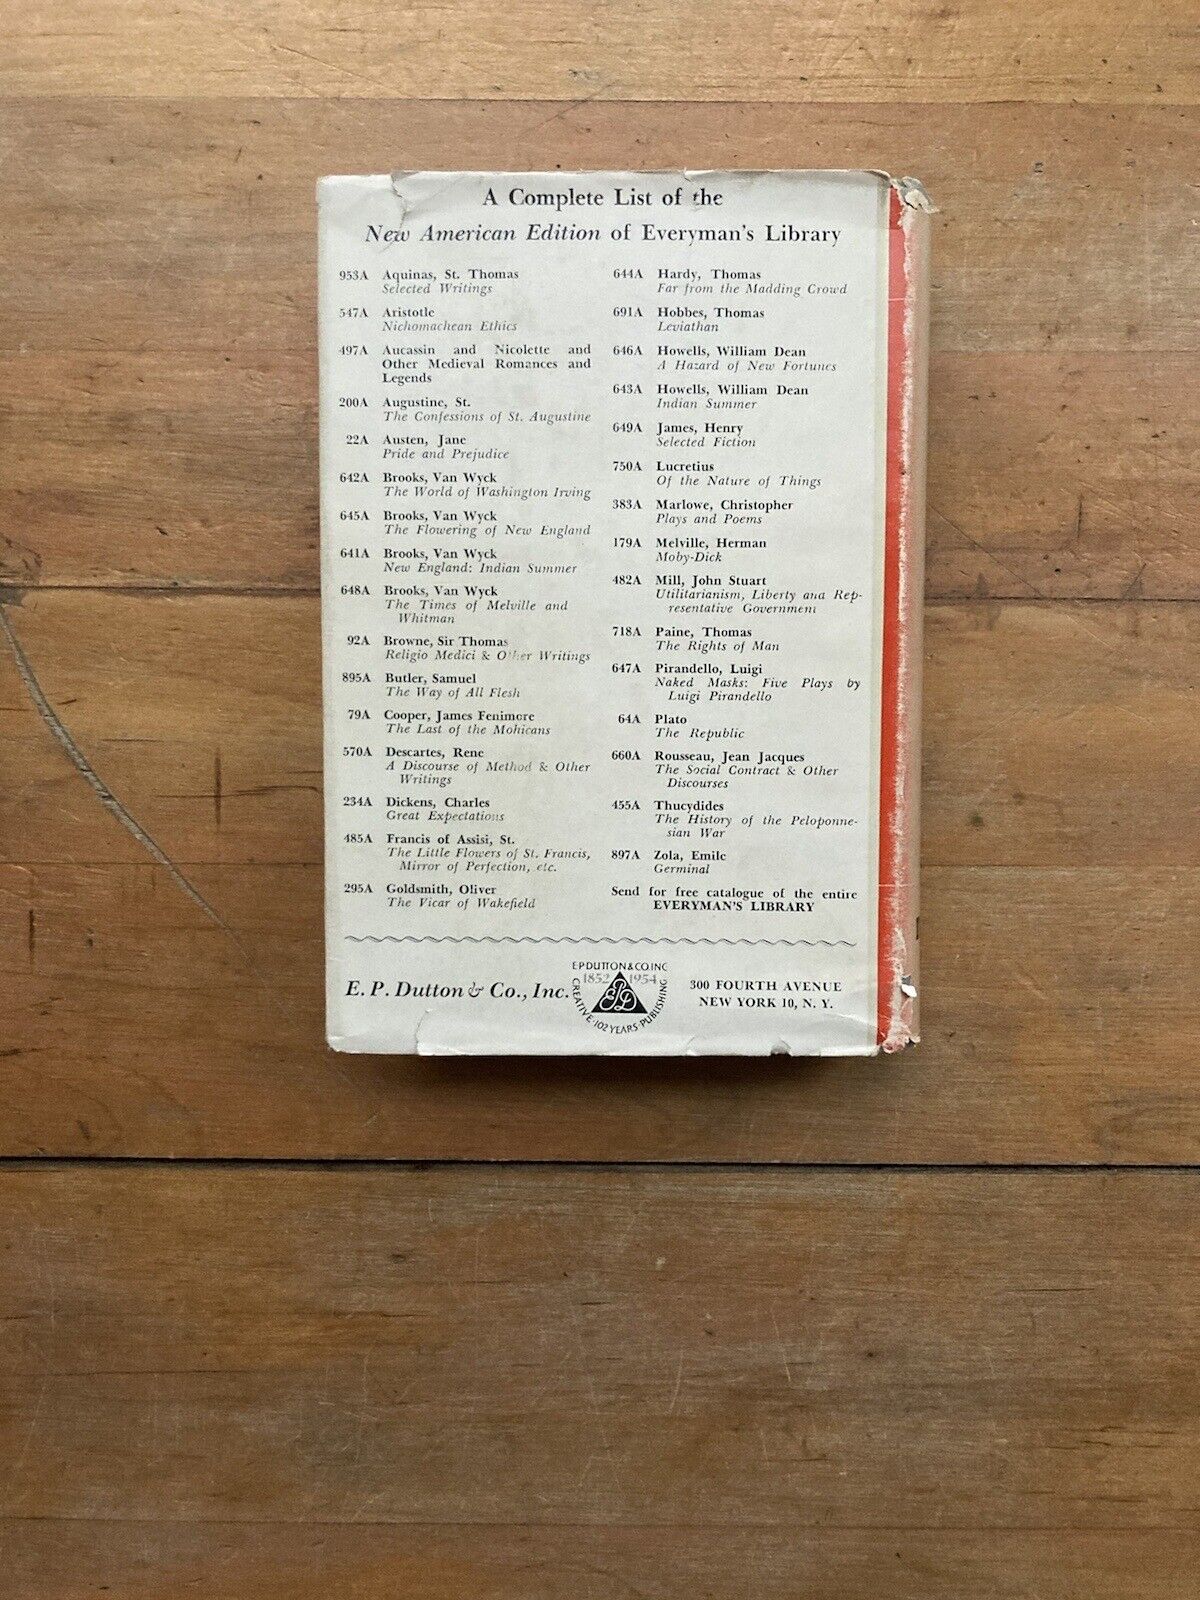 A Complete List of the
New American Edition of Everyman's Library
953A Aquinas, St. Thomas
Selected Writings
547A Aristotle
Nichomachean Ethics
497A Aucassin and Nicolette and
Other Medieval Romances and
Legends
200A Augustine, St.
The Confessions of St. Augustine
22A Austen, Jane
Pride and Prejudice
642A Brooks, Van Wyck
The World of Washington Irving
645A Brooks, Van Wyck
The Flowering of New England
641A Brooks, Van Wyck
New England: Indian Summer
648A Brooks, Van Wyck
The Times of Melville and
Whitman
92A Browne, Sir Thomas
Religio Medici & Other Writings
895A Butler, Samuel
The Way of All Flesh
79A Cooper, James Fenimore
The Last of the Mohicans
570A Descartes, Rene
A Discourse of Method & Other
Writings
234A Dickens, Charles
Great Expectations
485A Francis of Assisi, St.
The Little Flowers of St. Francis,
Mirror of Perfection, etc.
295A Goldsmith, Oliver
The Vicar of Wakefield
644A Hardy, Thomas
Far from the Madding Crowd
691A Hobbes, Thomas
Leviathan
646A Howells, William Dean
A Hazard of New Fortunes
643A Howells, William Dean
Indian Summer
649A James, Henry
Selected Fiction
750A Lucretius
Of the Nature of Things
383A Marlowe, Christopher
Plays and Poems
179A Melville, Herman
Moby-Dick
482A Mill, John Stuart
Utilitarianism, Liberty and Rep-
resentative Government
718A Paine, Thomas
The Rights of Man
647A Pirandello, Luigi
Naked Masks: Five Plays by
Luigi Pirandello
64A Plato
The Republic
660A Rousseau, Jean Jacques
The Social Contract & Other
Discourses
455A Thucydides
The History of the Peloponne-
sian War
897A Zola, Emile
Germinal
Send for free catalogue of the entire
EVERYMAN'S LIBRARY
E. P. Dutton & Co., Inc.
E·P·DUTTON & CO. INC
1852 1954
EPD
CREATIVE·102 YEARS·PUBLISHING
300 FOURTH AVENUE
NEW YORK 10, N. Y.